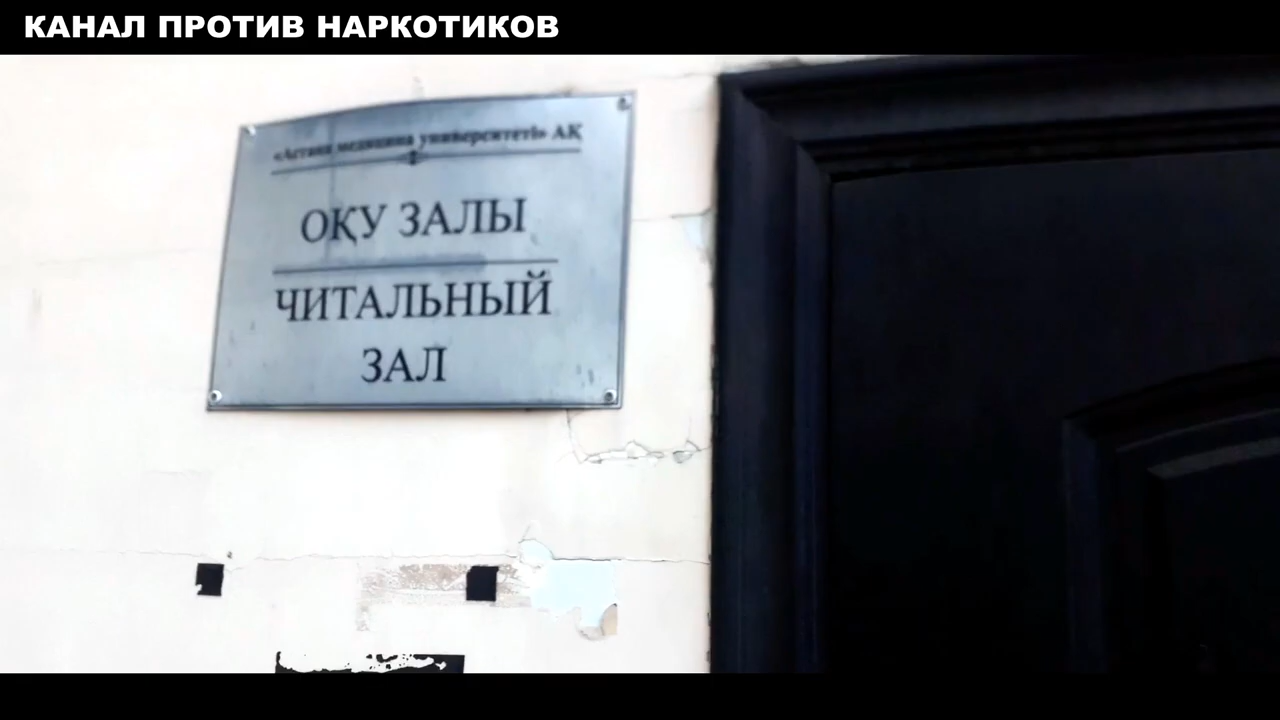 КАНАЛ ПРОТИВ НАРКОТИКОВ
«Астана медицина университеті» АҚ
ОҚУ ЗАЛЫ
ЧИТАЛЬНЫЙ
ЗАЛ